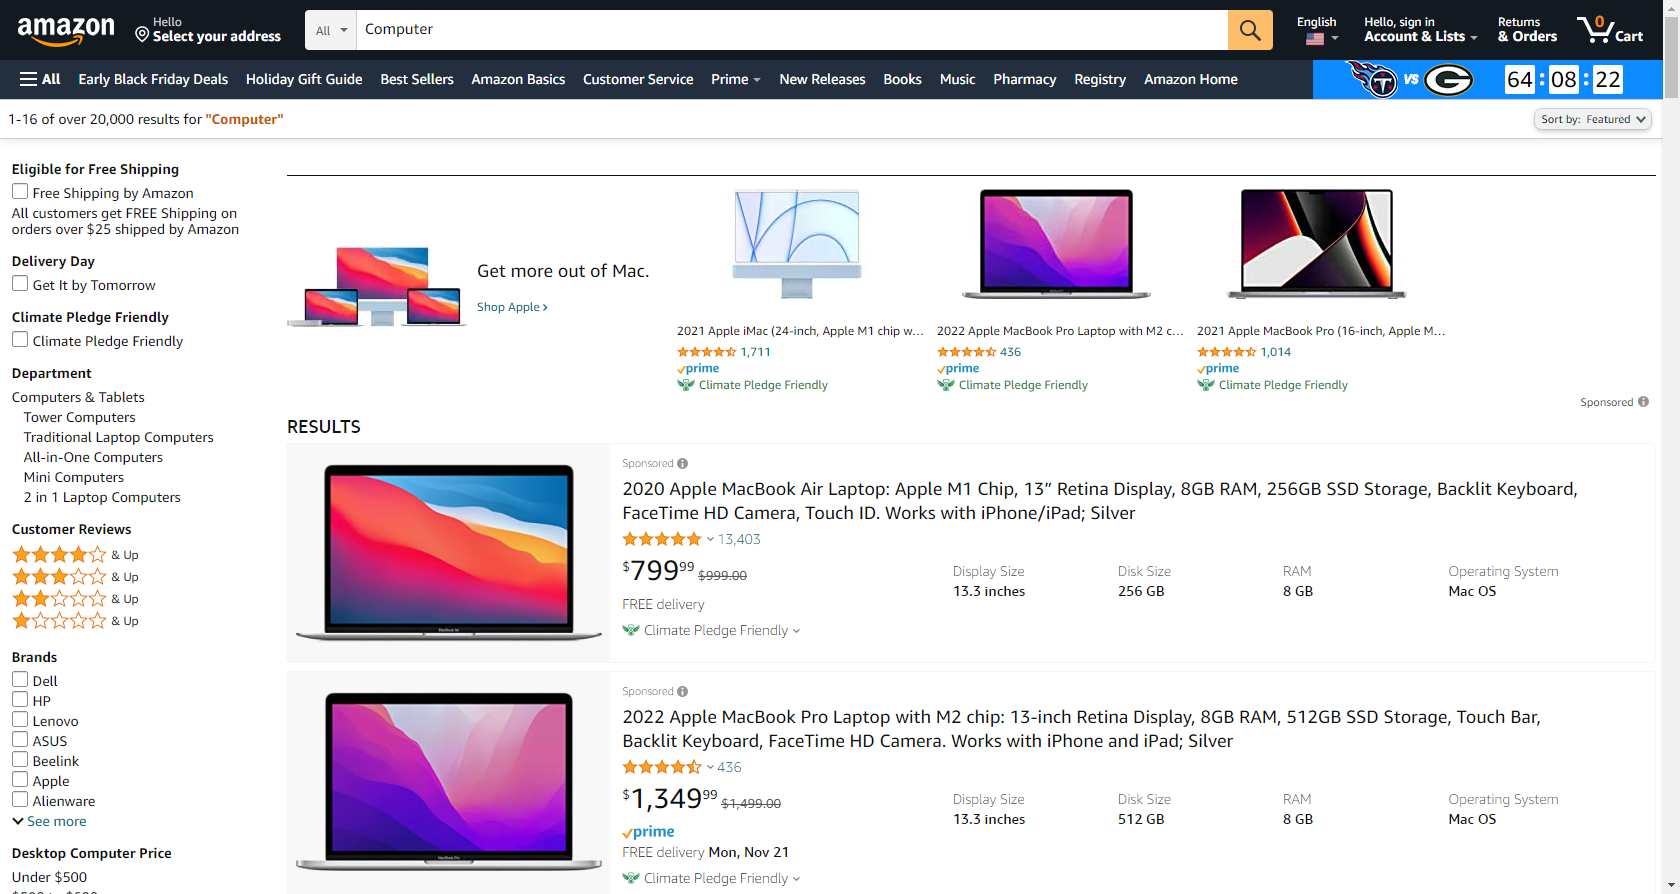 amazon
Hello
Select your address
All
Computer
English
Hello, sign in
Account & Lists
Returns
& Orders
0
Cart
All
Early Black Friday Deals
Holiday Gift Guide
Best Sellers
Amazon Basics
Customer Service
Prime
New Releases
Books
Music
Pharmacy
Registry
Amazon Home
VS
64 : 08 : 22
1-16 of over 20,000 results for "Computer"
Sort by: Featured
Eligible for Free Shipping
Free Shipping by Amazon
All customers get FREE Shipping on
orders over $25 shipped by Amazon
Delivery Day
Get It by Tomorrow
Climate Pledge Friendly
Climate Pledge Friendly
Department
Computers & Tablets
Tower Computers
Traditional Laptop Computers
All-in-One Computers
Mini Computers
2 in 1 Laptop Computers
Customer Reviews
& Up
& Up
& Up
& Up
Brands
Dell
HP
Lenovo
ASUS
Beelink
Apple
Alienware
See more
Desktop Computer Price
Under $500
Get more out of Mac.
Shop Apple ›
2021 Apple iMac (24-inch, Apple M1 chip w...
1,711
prime
Climate Pledge Friendly
2022 Apple MacBook Pro Laptop with M2 c...
436
prime
Climate Pledge Friendly
2021 Apple MacBook Pro (16-inch, Apple M...
1,014
prime
Climate Pledge Friendly
Sponsored
RESULTS
Sponsored
2020 Apple MacBook Air Laptop: Apple M1 Chip, 13” Retina Display, 8GB RAM, 256GB SSD Storage, Backlit Keyboard,
FaceTime HD Camera, Touch ID. Works with iPhone/iPad; Silver
13,403
$79999 $999.00
FREE delivery
Climate Pledge Friendly
Display Size
13.3 inches
Disk Size
256 GB
RAM
8 GB
Operating System
Mac OS
Sponsored
2022 Apple MacBook Pro Laptop with M2 chip: 13-inch Retina Display, 8GB RAM, 512GB SSD Storage, Touch Bar,
Backlit Keyboard, FaceTime HD Camera. Works with iPhone and iPad; Silver
436
$1,34999 $1,499.00
prime
FREE delivery Mon, Nov 21
Climate Pledge Friendly
Display Size
13.3 inches
Disk Size
512 GB
RAM
8 GB
Operating System
Mac OS